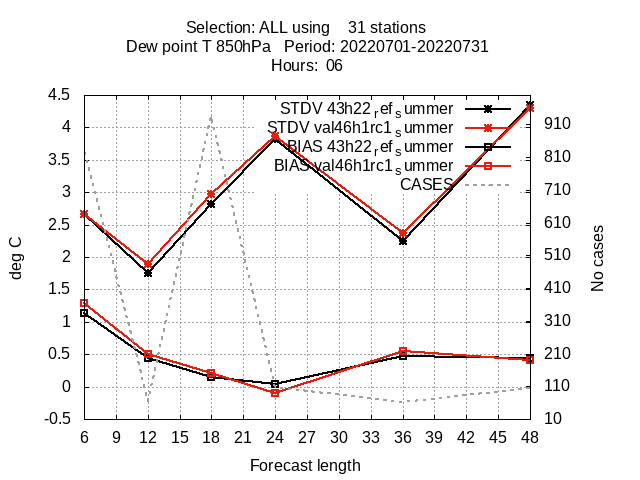 Selection: ALL using    31 stations
Dew point T 850hPa   Period: 20220701-20220731
Hours:  06
STDV 43h22_ref_summer
STDV val46h1rc1_summer
BIAS 43h22_ref_summer
BIAS val46h1rc1_summer
CASES
4.5
4
3.5
3
2.5
2
1.5
1
0.5
0
-0.5
deg C
910
810
710
610
510
410
310
210
110
10
No cases
6 9 12 15 18 21 24 27 30 33 36 39 42 45 48
Forecast length